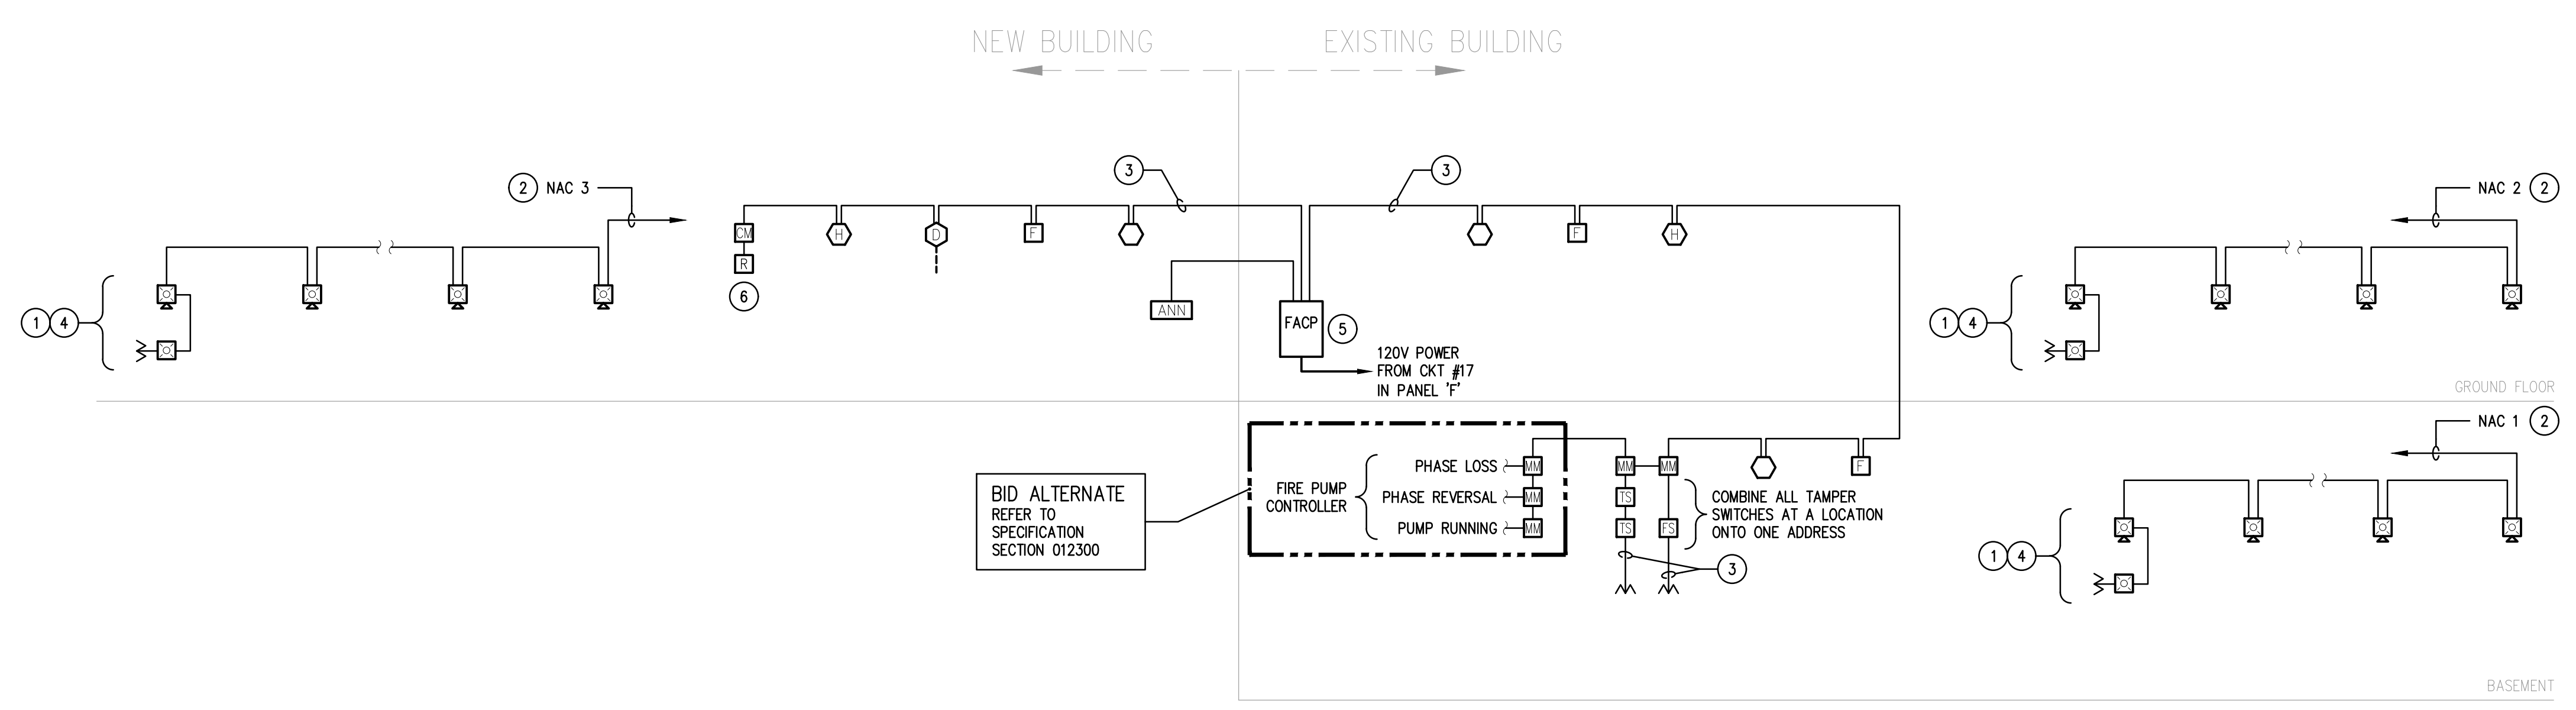 NEW BUILDING
EXISTING BUILDING
3
3
2 NAC 3
NAC 2 2
CM
H
D
F
F
H
R
6
ANN
FACP
5
1 4
1 4
120V POWER
FROM CKT #17
IN PANEL 'F'
GROUND FLOOR
NAC 1 2
BID ALTERNATE
REFER TO
SPECIFICATION
SECTION 012300
FIRE PUMP
CONTROLLER
PHASE LOSS
MM
PHASE REVERSAL
MM
PUMP RUNNING
MM
MM
MM
F
TS
TS
FS
COMBINE ALL TAMPER
SWITCHES AT A LOCATION
ONTO ONE ADDRESS
3
1 4
BASEMENT